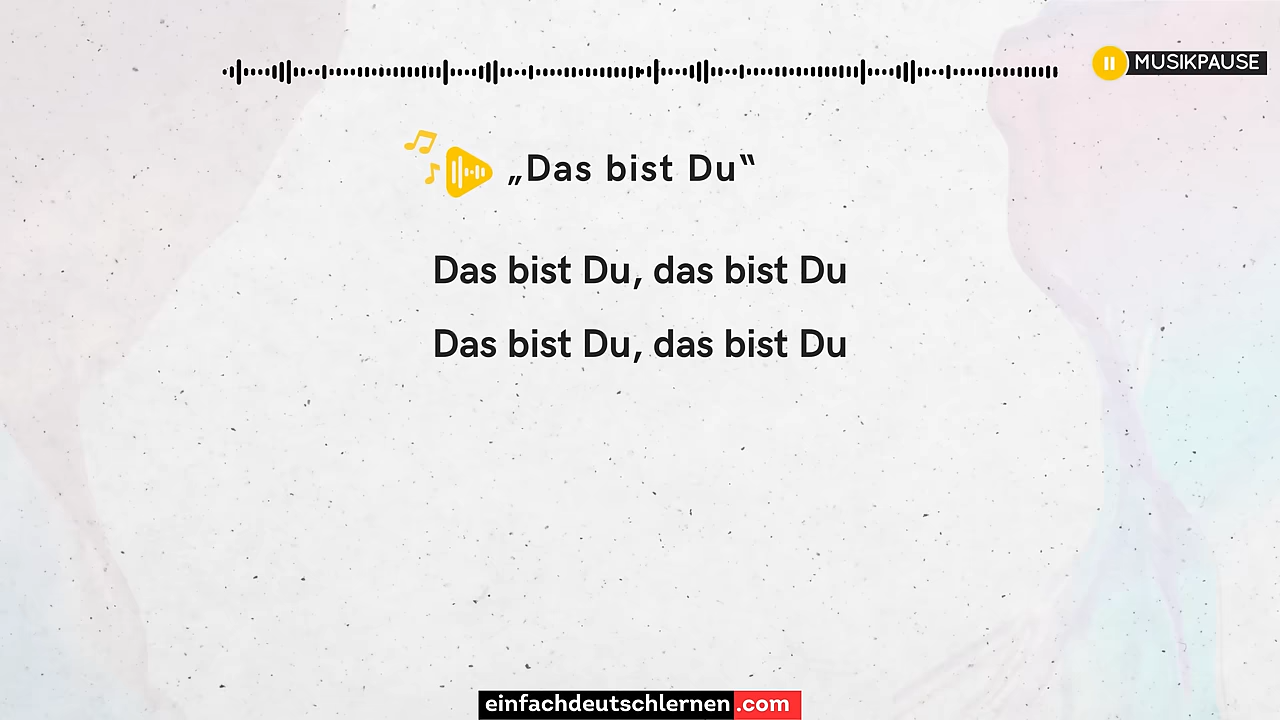 MUSIKPAUSE
„Das bist Du‟
Das bist Du, das bist Du
Das bist Du, das bist Du
einfachdeutschlernen.com